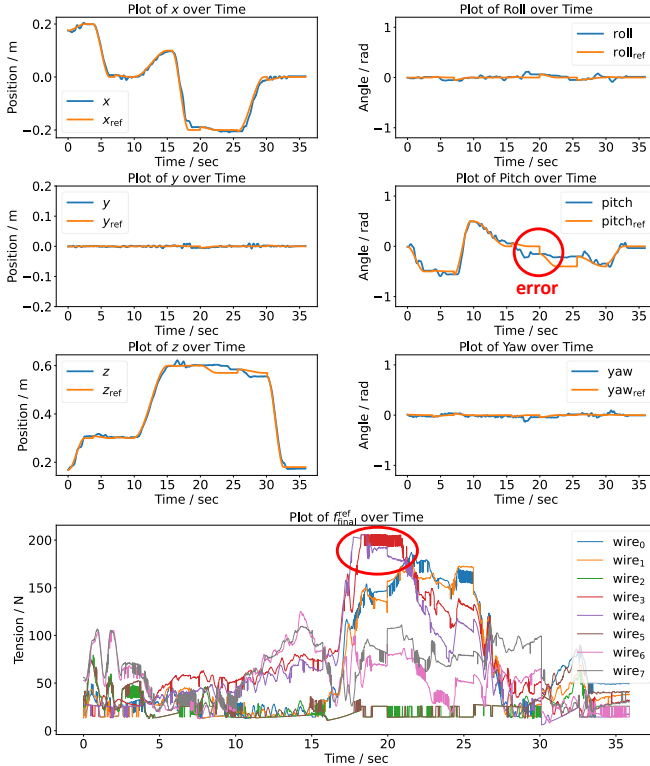 Plot of x over Time
0.2
0.0
−0.2
Position / m
x
x_ref
0 5 10 15 20 25 30 35
Time / sec
Plot of Roll over Time
1
0
−1
Angle / rad
roll
roll_ref
0 5 10 15 20 25 30 35
Time / sec
Plot of y over Time
0.2
0.1
0.0
−0.1
−0.2
Position / m
y
y_ref
0 5 10 15 20 25 30 35
Time / sec
Plot of Pitch over Time
1
0
−1
Angle / rad
pitch
pitch_ref
error
0 5 10 15 20 25 30 35
Time / sec
Plot of z over Time
0.6
0.4
0.2
Position / m
z
z_ref
0 5 10 15 20 25 30 35
Time / sec
Plot of Yaw over Time
1
0
−1
Angle / rad
yaw
yaw_ref
0 5 10 15 20 25 30 35
Time / sec
Plot of f_final^ref over Time
200
150
100
50
0
Tension / N
wire_0
wire_1
wire_2
wire_3
wire_4
wire_5
wire_6
wire_7
0 5 10 15 20 25 30 35
Time / sec